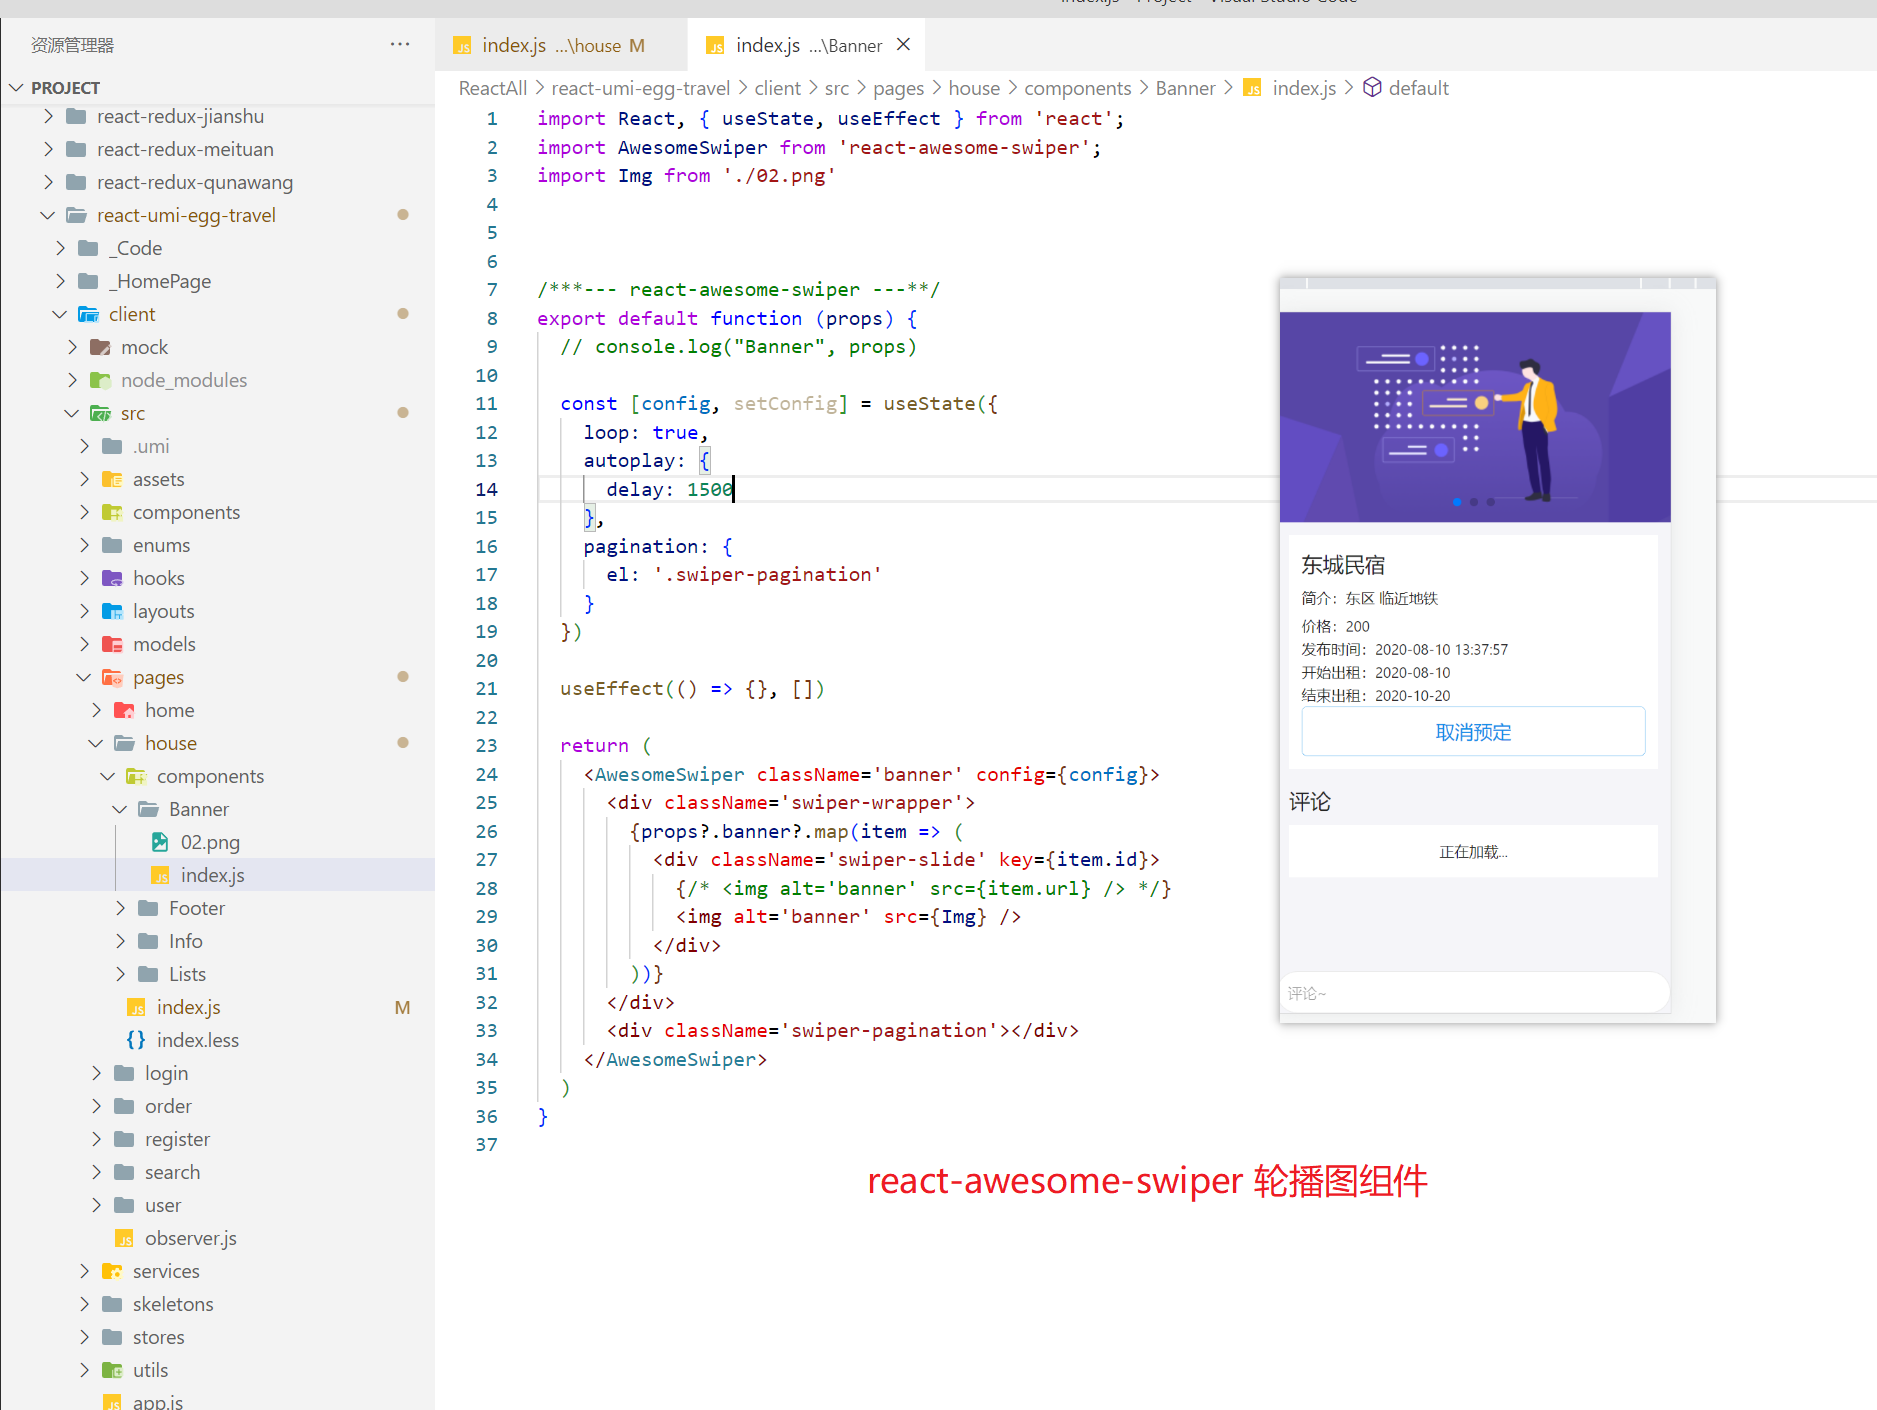 index.js - Project - Visual Studio Code
资源管理器 ···
index.js ...\house M
index.js ...\Banner
PROJECT
ReactAll > react-umi-egg-travel > client > src > pages > house > components > Banner > index.js > default
react-redux-jianshu
react-redux-meituan
react-redux-qunawang
react-umi-egg-travel
_Code
_HomePage
client
mock
node_modules
src
.umi
assets
components
enums
hooks
layouts
models
pages
home
house
components
Banner
02.png
index.js
Footer
Info
Lists
index.js M
index.less
login
order
register
search
user
observer.js
services
skeletons
stores
utils
app.js
1 import React, { useState, useEffect } from 'react';
2 import AwesomeSwiper from 'react-awesome-swiper';
3 import Img from './02.png'
4
5
6
7 /***--- react-awesome-swiper ---**/
8 export default function (props) {
9 // console.log("Banner", props)
10
11 const [config, setConfig] = useState({
12 loop: true,
13 autoplay: {
14 delay: 1500
15 },
16 pagination: {
17 el: '.swiper-pagination'
18 }
19 })
20
21 useEffect(() => {}, [])
22
23 return (
24 <AwesomeSwiper className='banner' config={config}>
25 <div className='swiper-wrapper'>
26 {props?.banner?.map(item => (
27 <div className='swiper-slide' key={item.id}>
28 {/* <img alt='banner' src={item.url} /> */}
29 <img alt='banner' src={Img} />
30 </div>
31 ))}
32 </div>
33 <div className='swiper-pagination'></div>
34 </AwesomeSwiper>
35 )
36 }
37
东城民宿
简介：东区 临近地铁
价格：200
发布时间：2020-08-10 13:37:57
开始出租：2020-08-10
结束出租：2020-10-20
取消预定
评论
正在加载...
评论~
react-awesome-swiper 轮播图组件